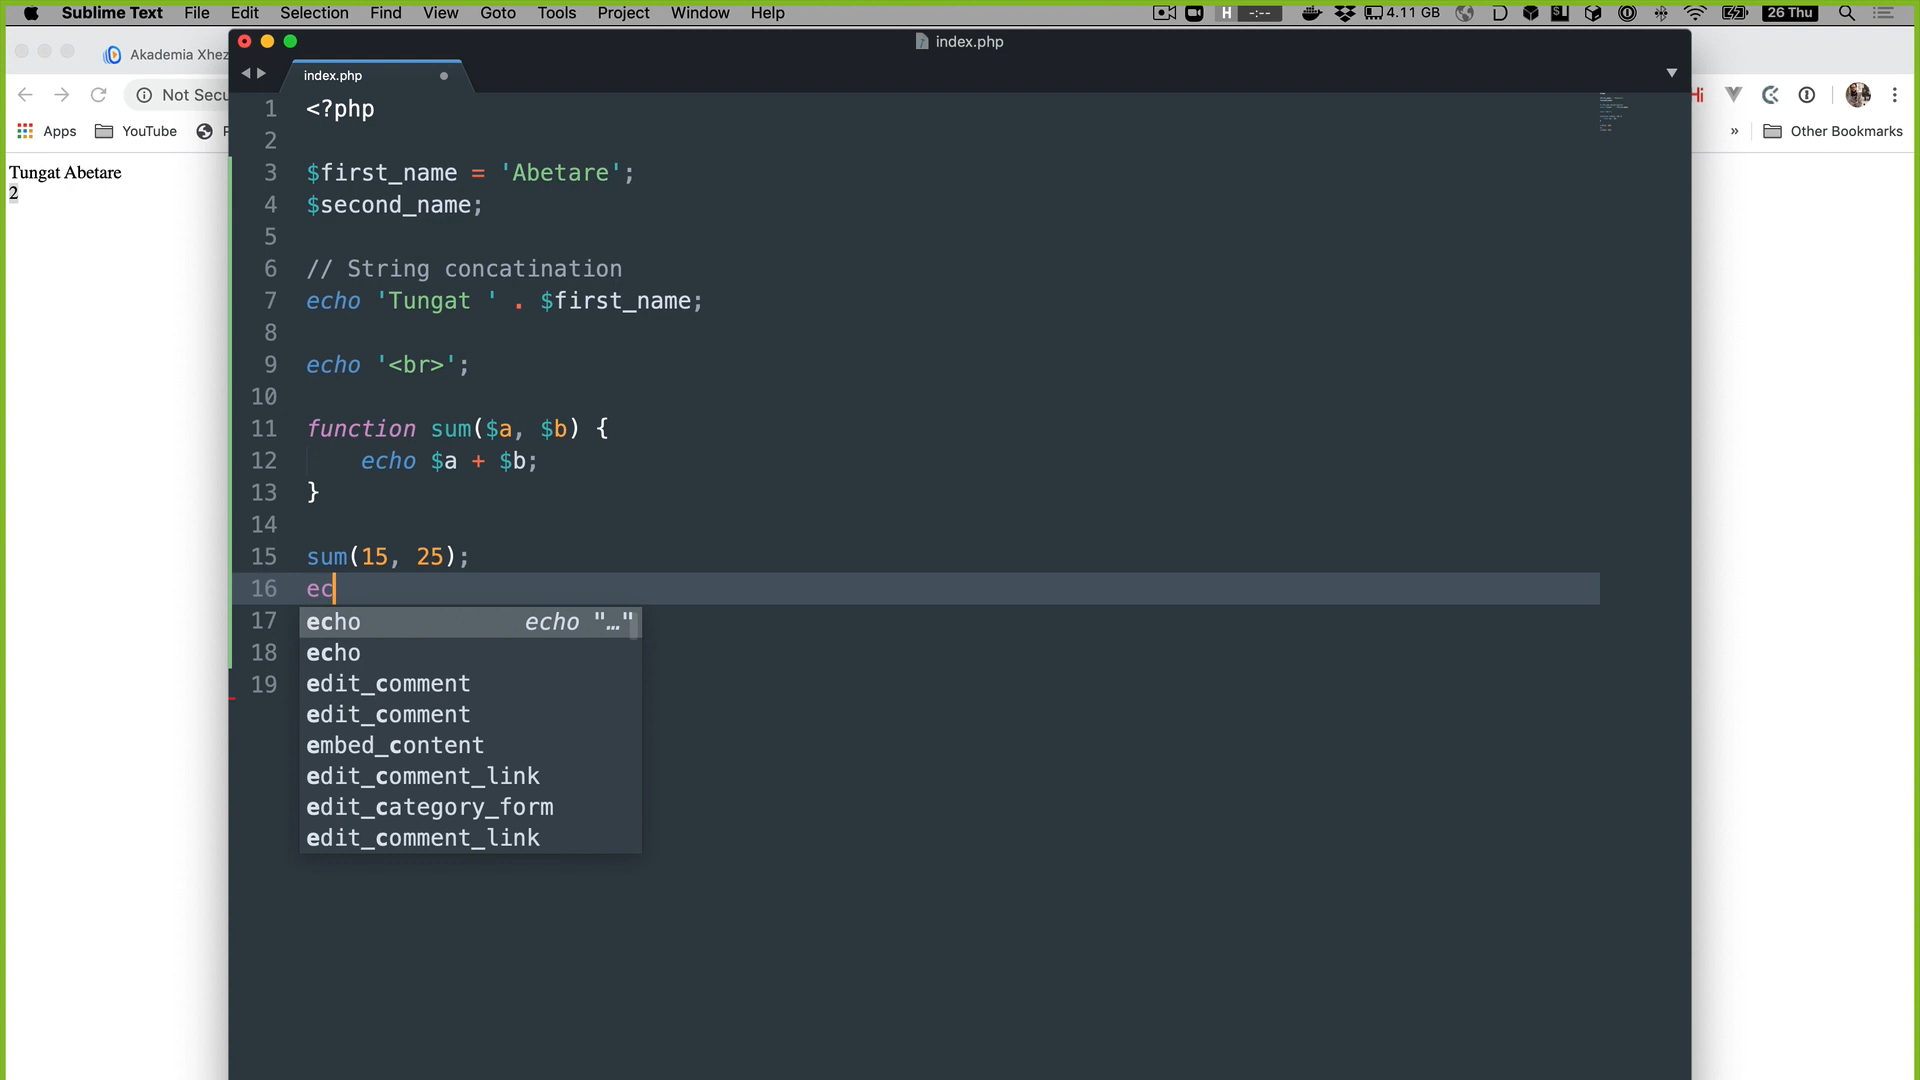 Sublime Text File Edit Selection Find View Goto Tools Project Window Help H -:-- 4.11 GB 26 Thu
index.php
Akademia Xhez
index.php
Not Secu
Apps YouTube
» Other Bookmarks
Tungat Abetare
2
1 <?php
2
3 $first_name = 'Abetare';
4 $second_name;
5
6 // String concatination
7 echo 'Tungat ' . $first_name;
8
9 echo '<br>';
10
11 function sum($a, $b) {
12 echo $a + $b;
13 }
14
15 sum(15, 25);
16 ec
17
18
19
echo echo "…"
echo
edit_comment
edit_comment
embed_content
edit_comment_link
edit_category_form
edit_comment_link